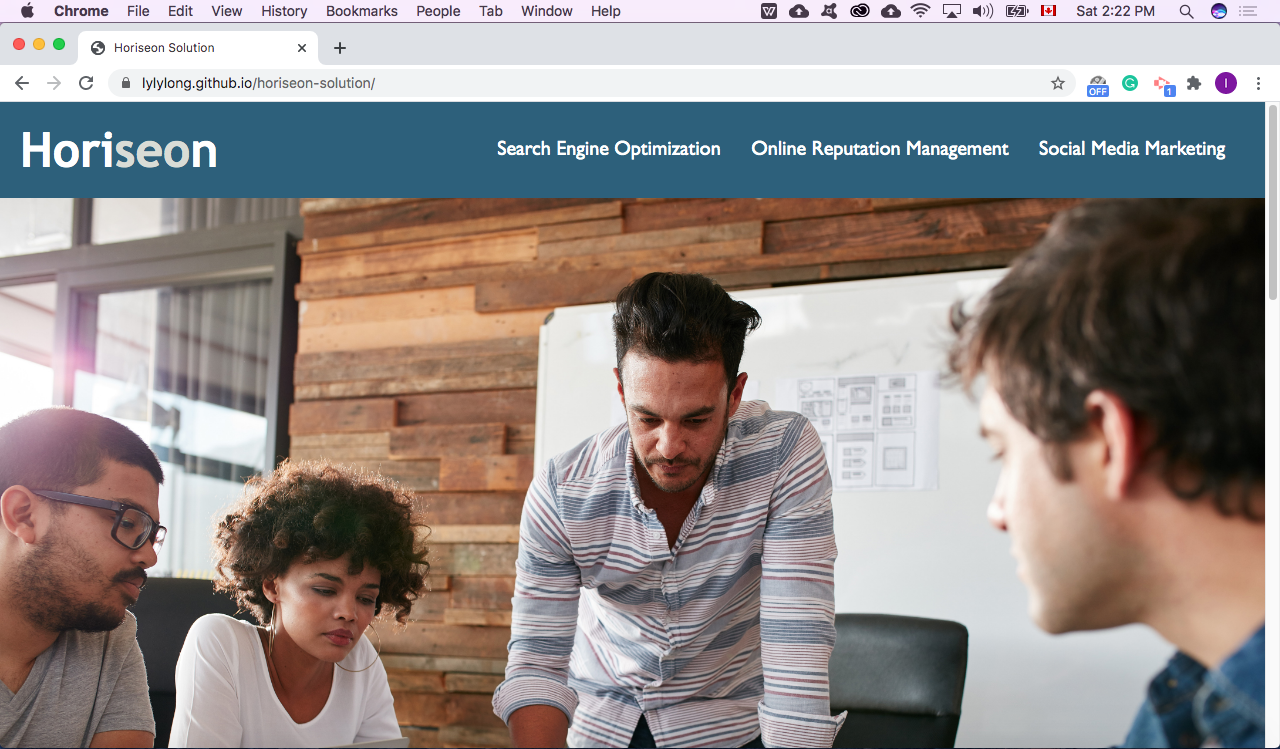 Chrome File Edit View History Bookmarks People Tab Window Help Sat 2:22 PM
Horiseon Solution
lylylong.github.io/horiseon-solution/
OFF
1
I
Horiseon Search Engine Optimization Online Reputation Management Social Media Marketing